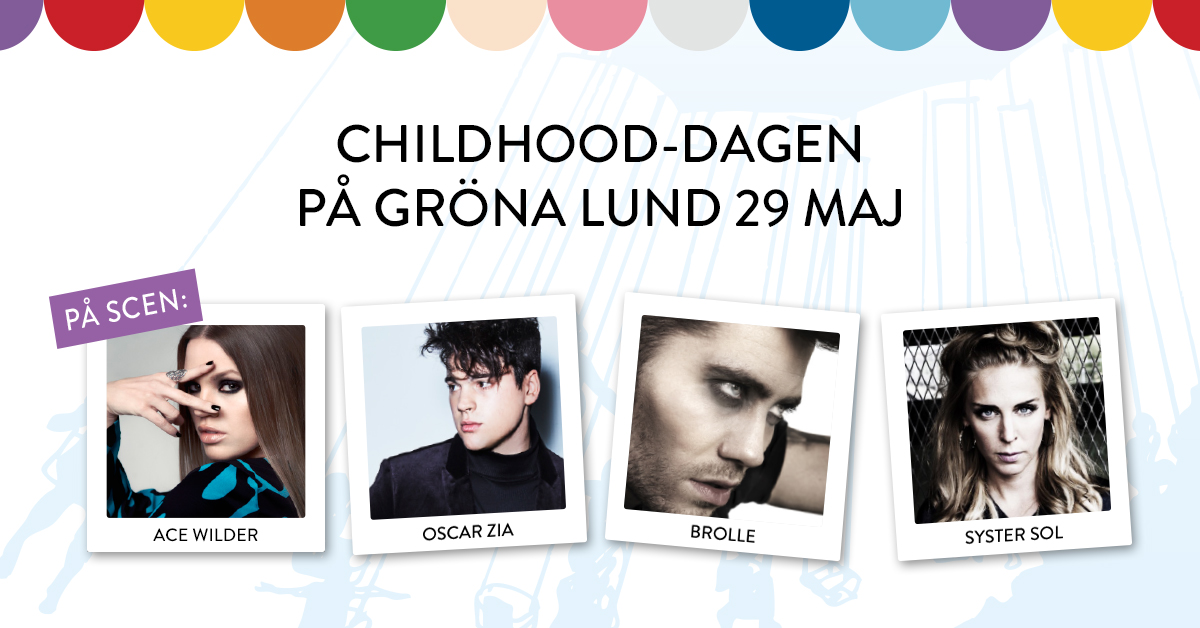 CHILDHOOD-DAGEN
PÅ GRÖNA LUND 29 MAJ
PÅ SCEN:
ACE WILDER
OSCAR ZIA
BROLLE
SYSTER SOL